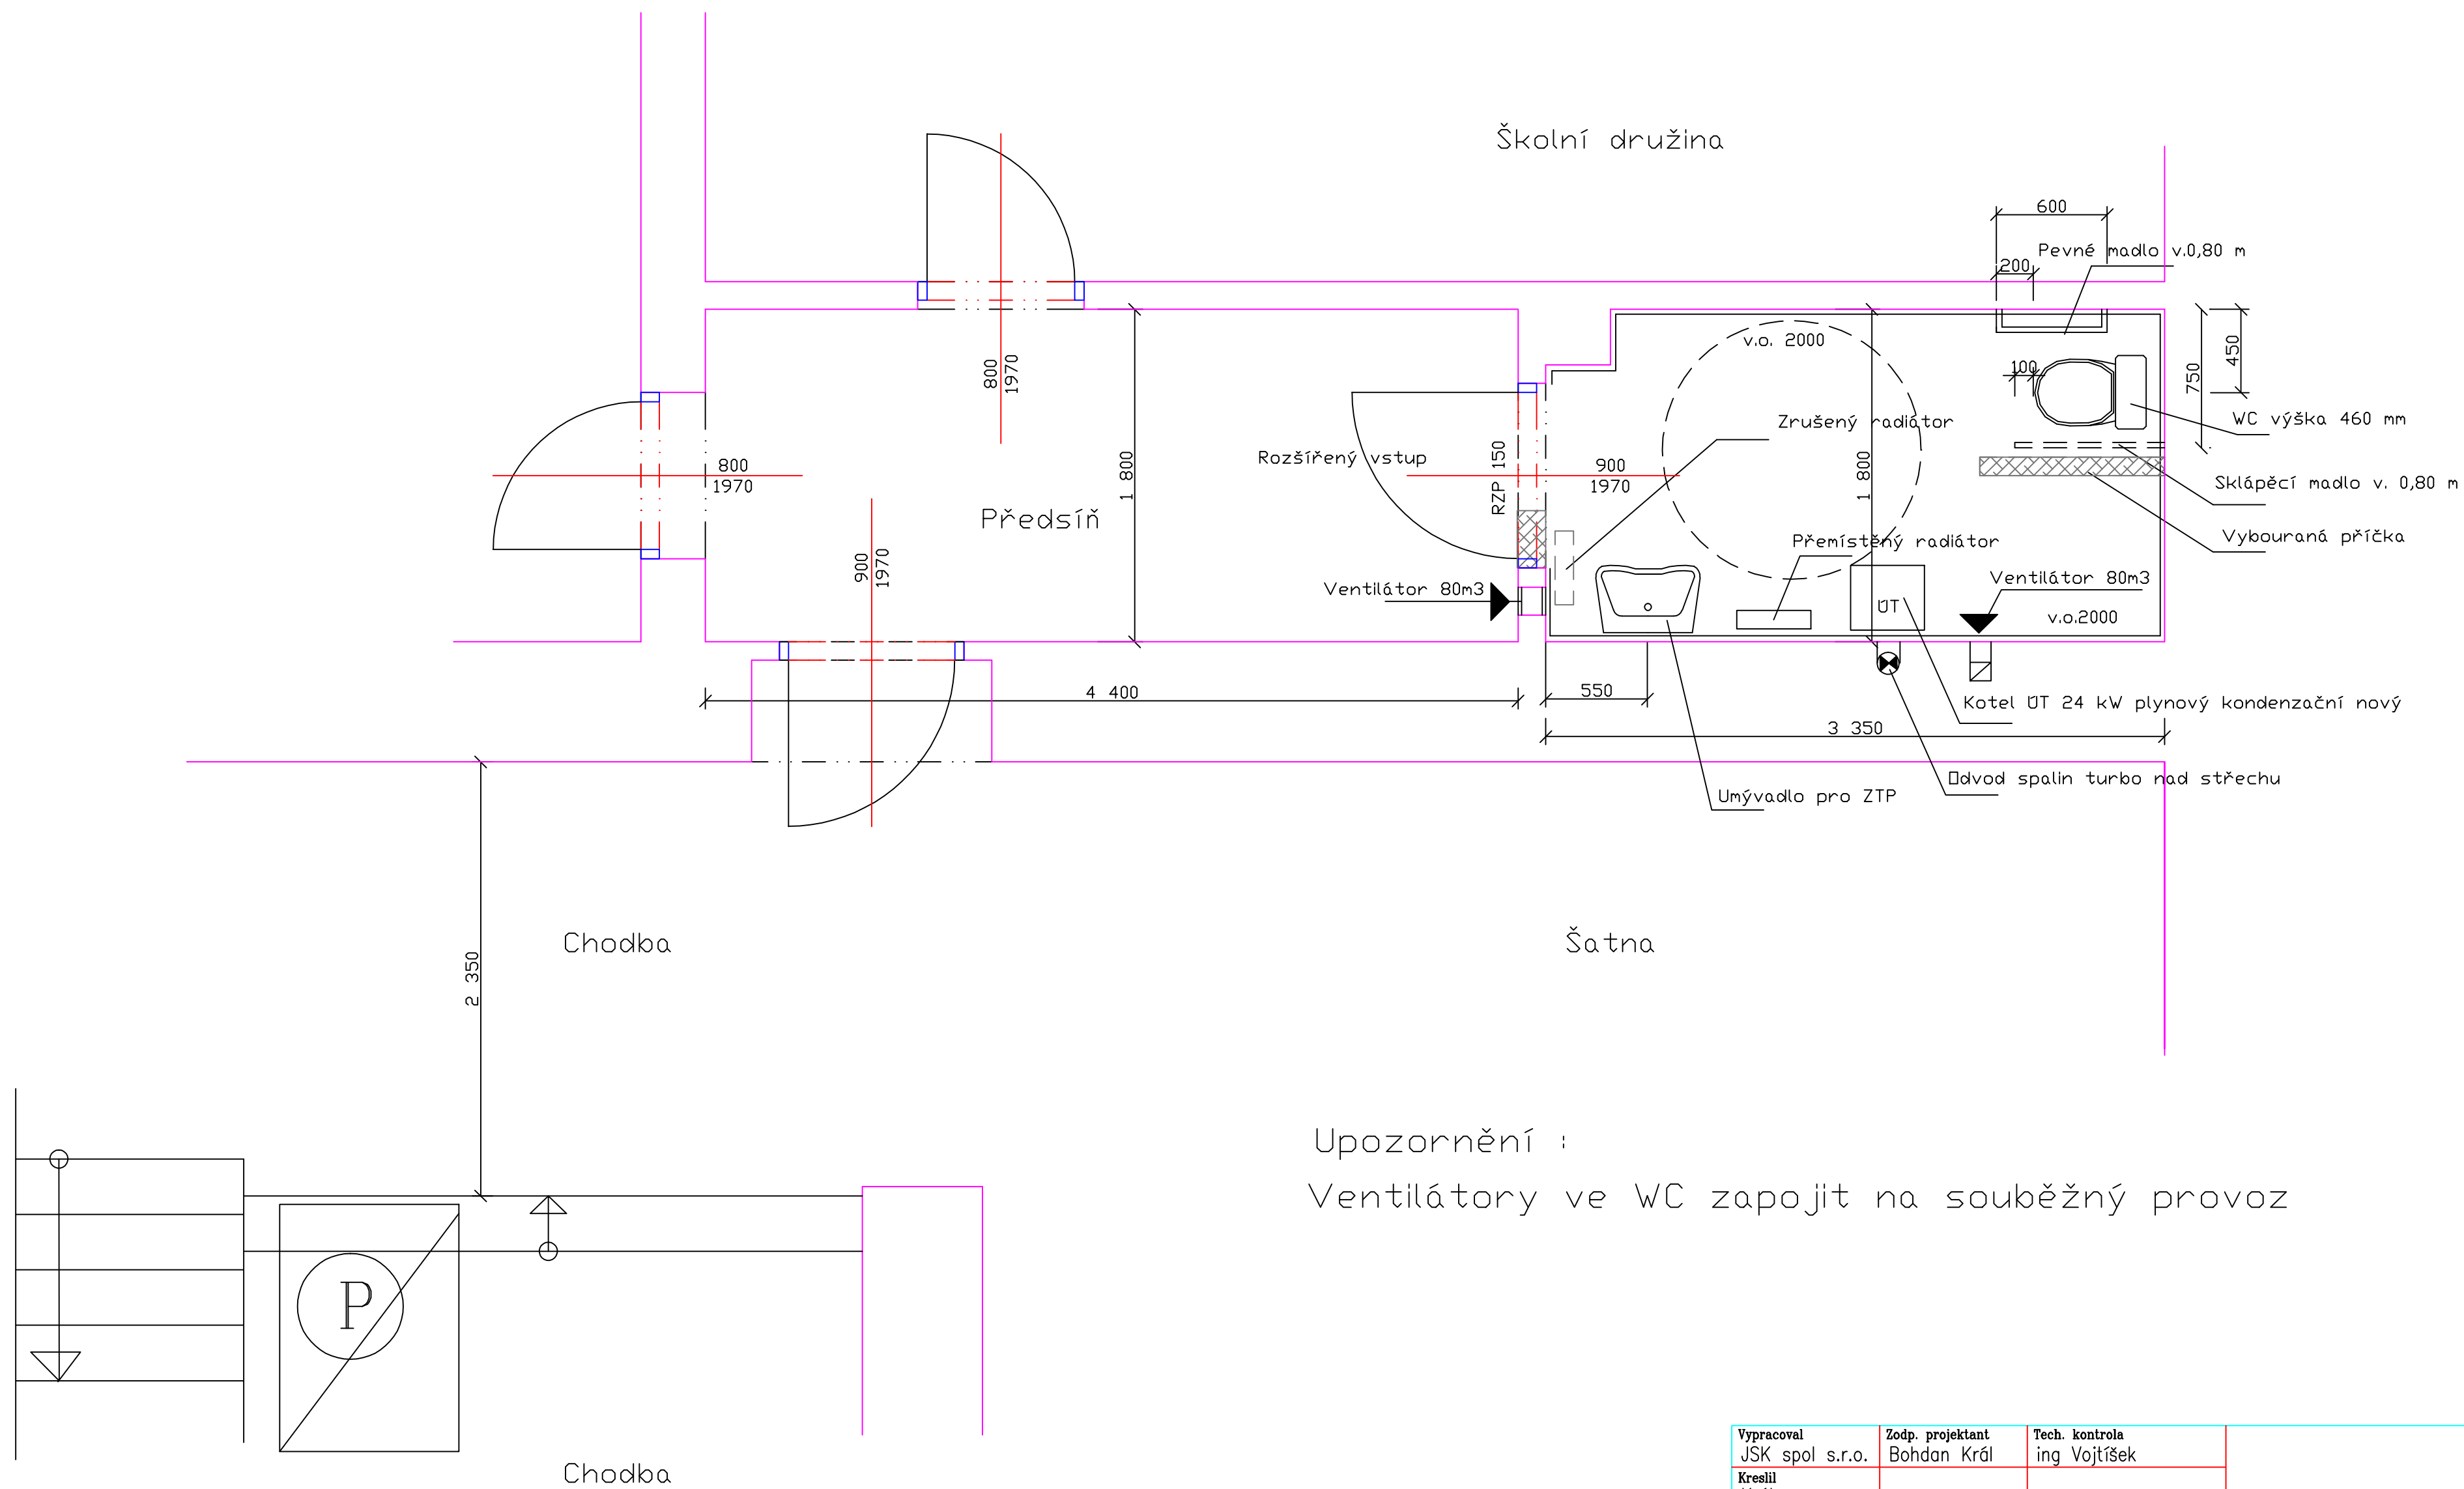 Školní družina
600
Pevné madlo v.0,80 m
200
v.o. 2000
100
750
450
WC výška 460 mm
Zrušený radiátor
800
1970
800
1970
Předsíň
1 800
Rozšířený vstup
RZP 150
900
1970
1 800
Sklápěcí madlo v. 0,80 m
Vybouraná příčka
Přemístěný radiátor
900
1970
Ventilátor 80m3
ÚT
Ventilátor 80m3
v.o.2000
4 400
550
Kotel ÚT 24 kW plynový kondenzační nový
3 350
Odvod spalin turbo nad střechu
Umývadlo pro ZTP
Chodba
Šatna
2 350
Upozornění :
Ventilátory ve WC zapojit na souběžný provoz
P
Chodba
Vypracoval
JSK spol s.r.o.
Zodp. projektant
Bohdan Král
Tech. kontrola
ing Vojtíšek
Kreslil